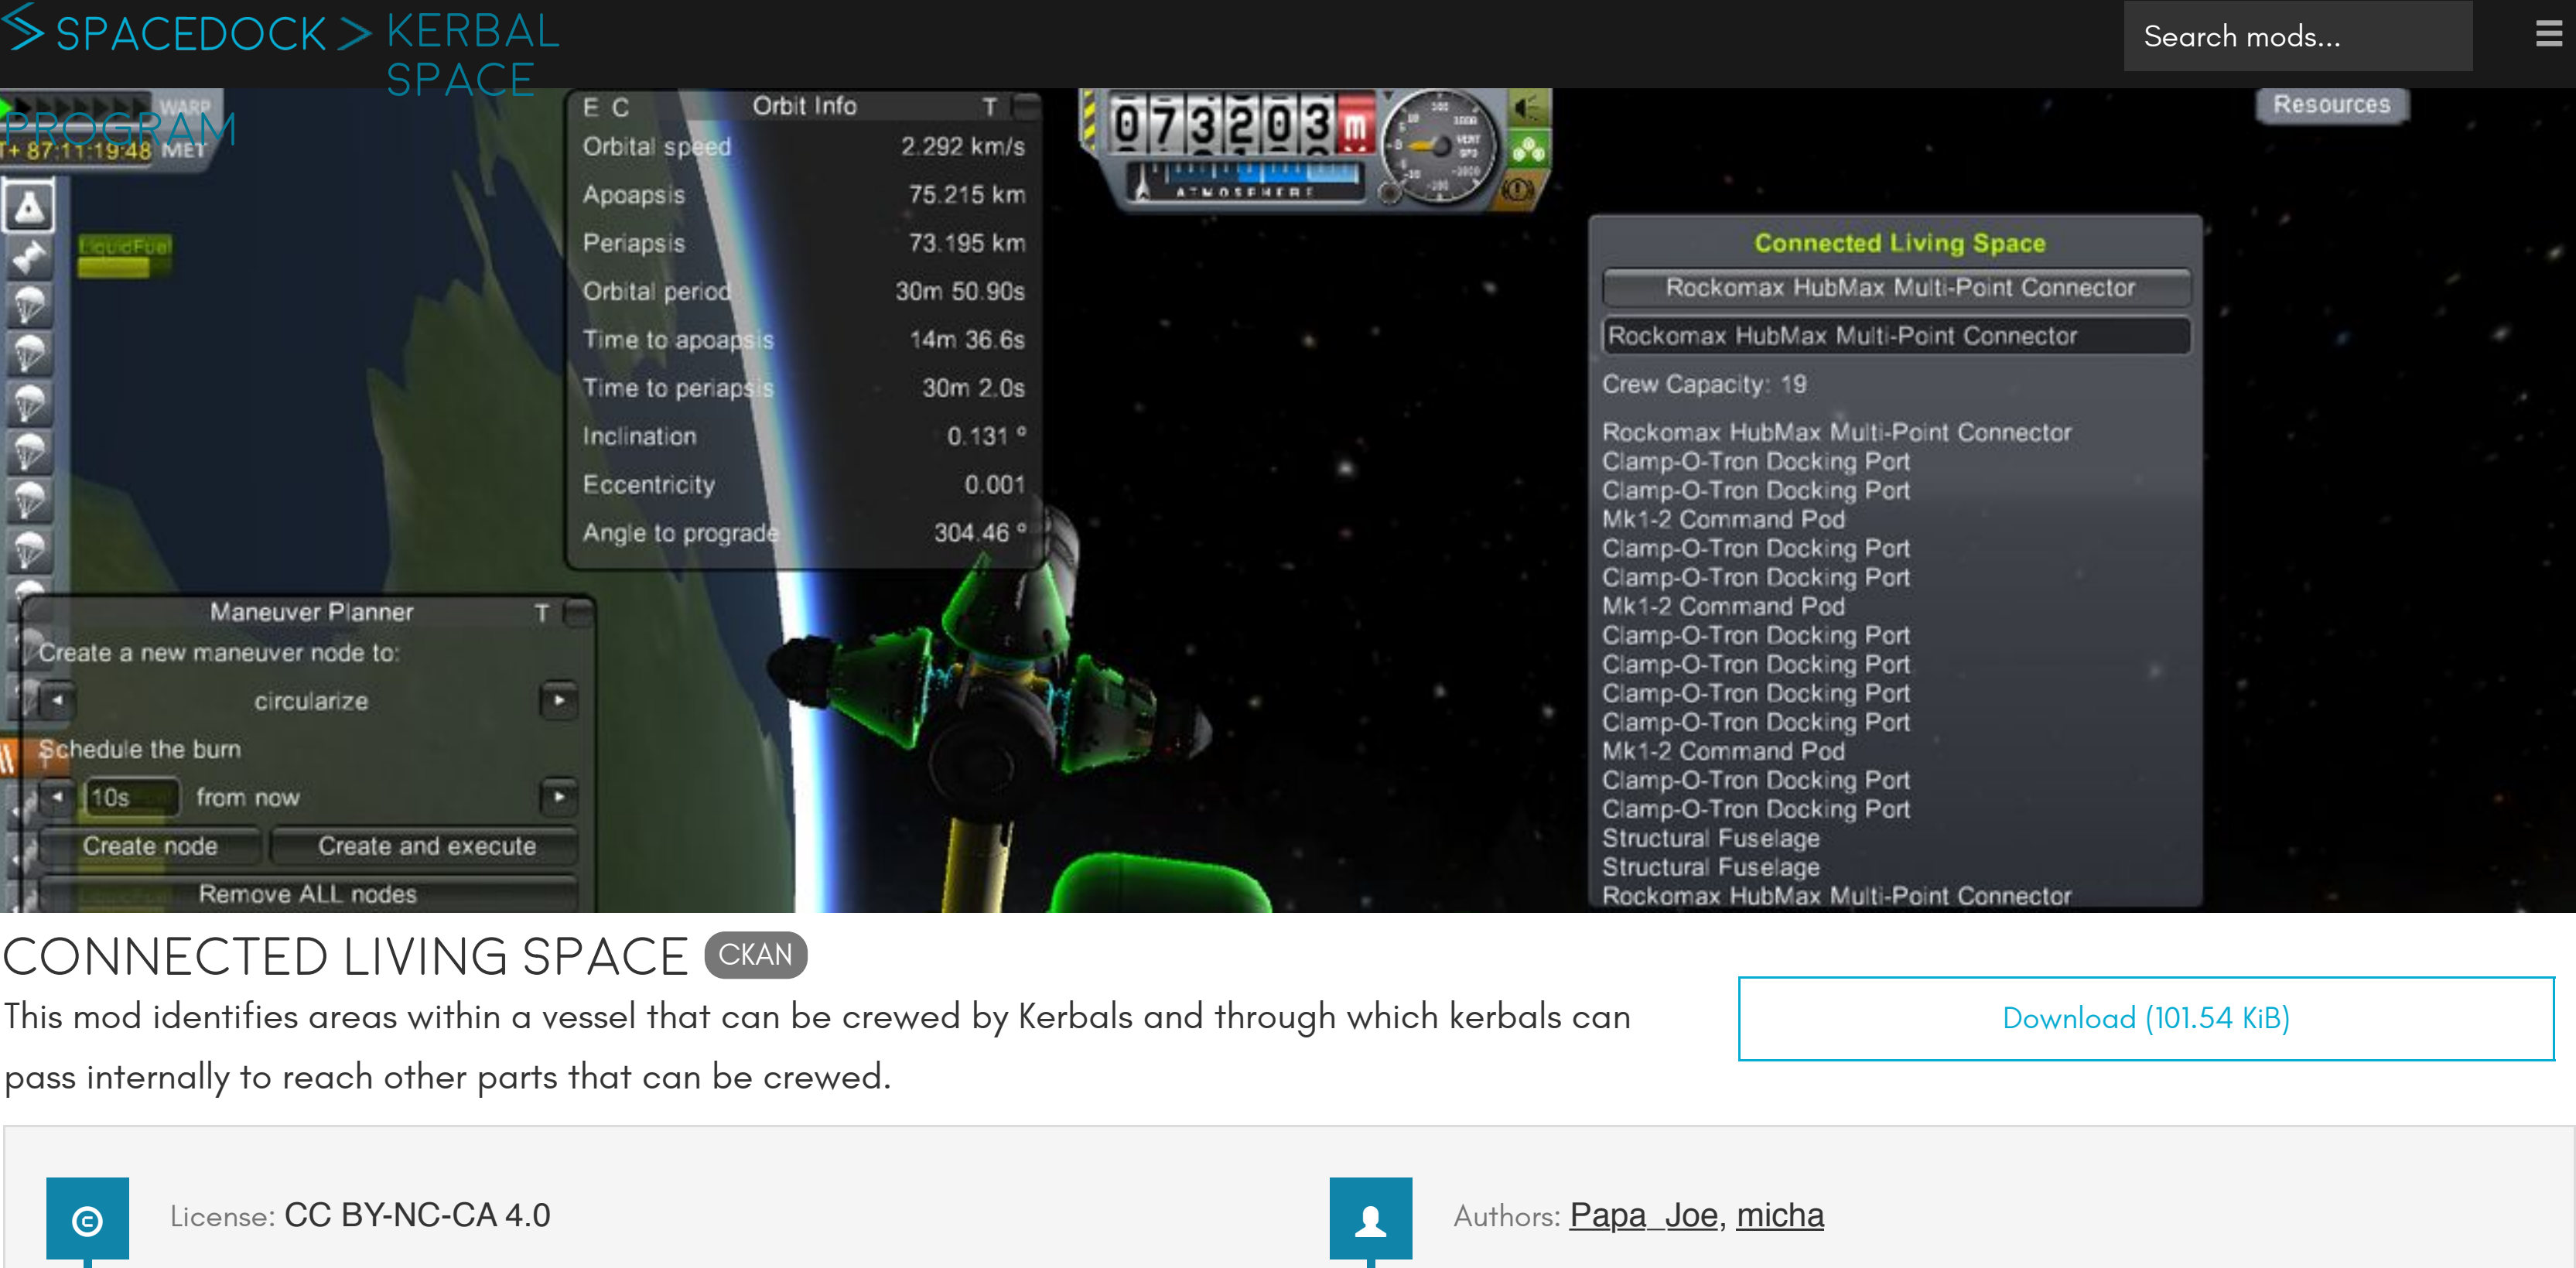 SPACEDOCK > KERBAL
SPACE
PROGRAM
Search mods...
WARP
T+ 87:11:19:48 MET
LiquidFuel
E C Orbit Info T
Orbital speed 2.292 km/s
Apoapsis 75.215 km
Periapsis 73.195 km
Orbital period 30m 50.90s
Time to apoapsis 14m 36.6s
Time to periapsis 30m 2.0s
Inclination 0.131 °
Eccentricity 0.001
Angle to prograde 304.46 °
073203m
ATMOSPHERE
VERT
SPD
Resources
Connected Living Space
Rockomax HubMax Multi-Point Connector
Rockomax HubMax Multi-Point Connector
Crew Capacity: 19
Rockomax HubMax Multi-Point Connector
Clamp-O-Tron Docking Port
Clamp-O-Tron Docking Port
Mk1-2 Command Pod
Clamp-O-Tron Docking Port
Clamp-O-Tron Docking Port
Mk1-2 Command Pod
Clamp-O-Tron Docking Port
Clamp-O-Tron Docking Port
Clamp-O-Tron Docking Port
Clamp-O-Tron Docking Port
Mk1-2 Command Pod
Clamp-O-Tron Docking Port
Clamp-O-Tron Docking Port
Structural Fuselage
Structural Fuselage
Rockomax HubMax Multi-Point Connector
Maneuver Planner T
Create a new maneuver node to:
circularize
Schedule the burn
10s from now
Create node Create and execute
Remove ALL nodes
CONNECTED LIVING SPACE CKAN
This mod identifies areas within a vessel that can be crewed by Kerbals and through which kerbals can
pass internally to reach other parts that can be crewed.
Download (101.54 KiB)
License: CC BY-NC-CA 4.0
Authors: Papa_Joe, micha